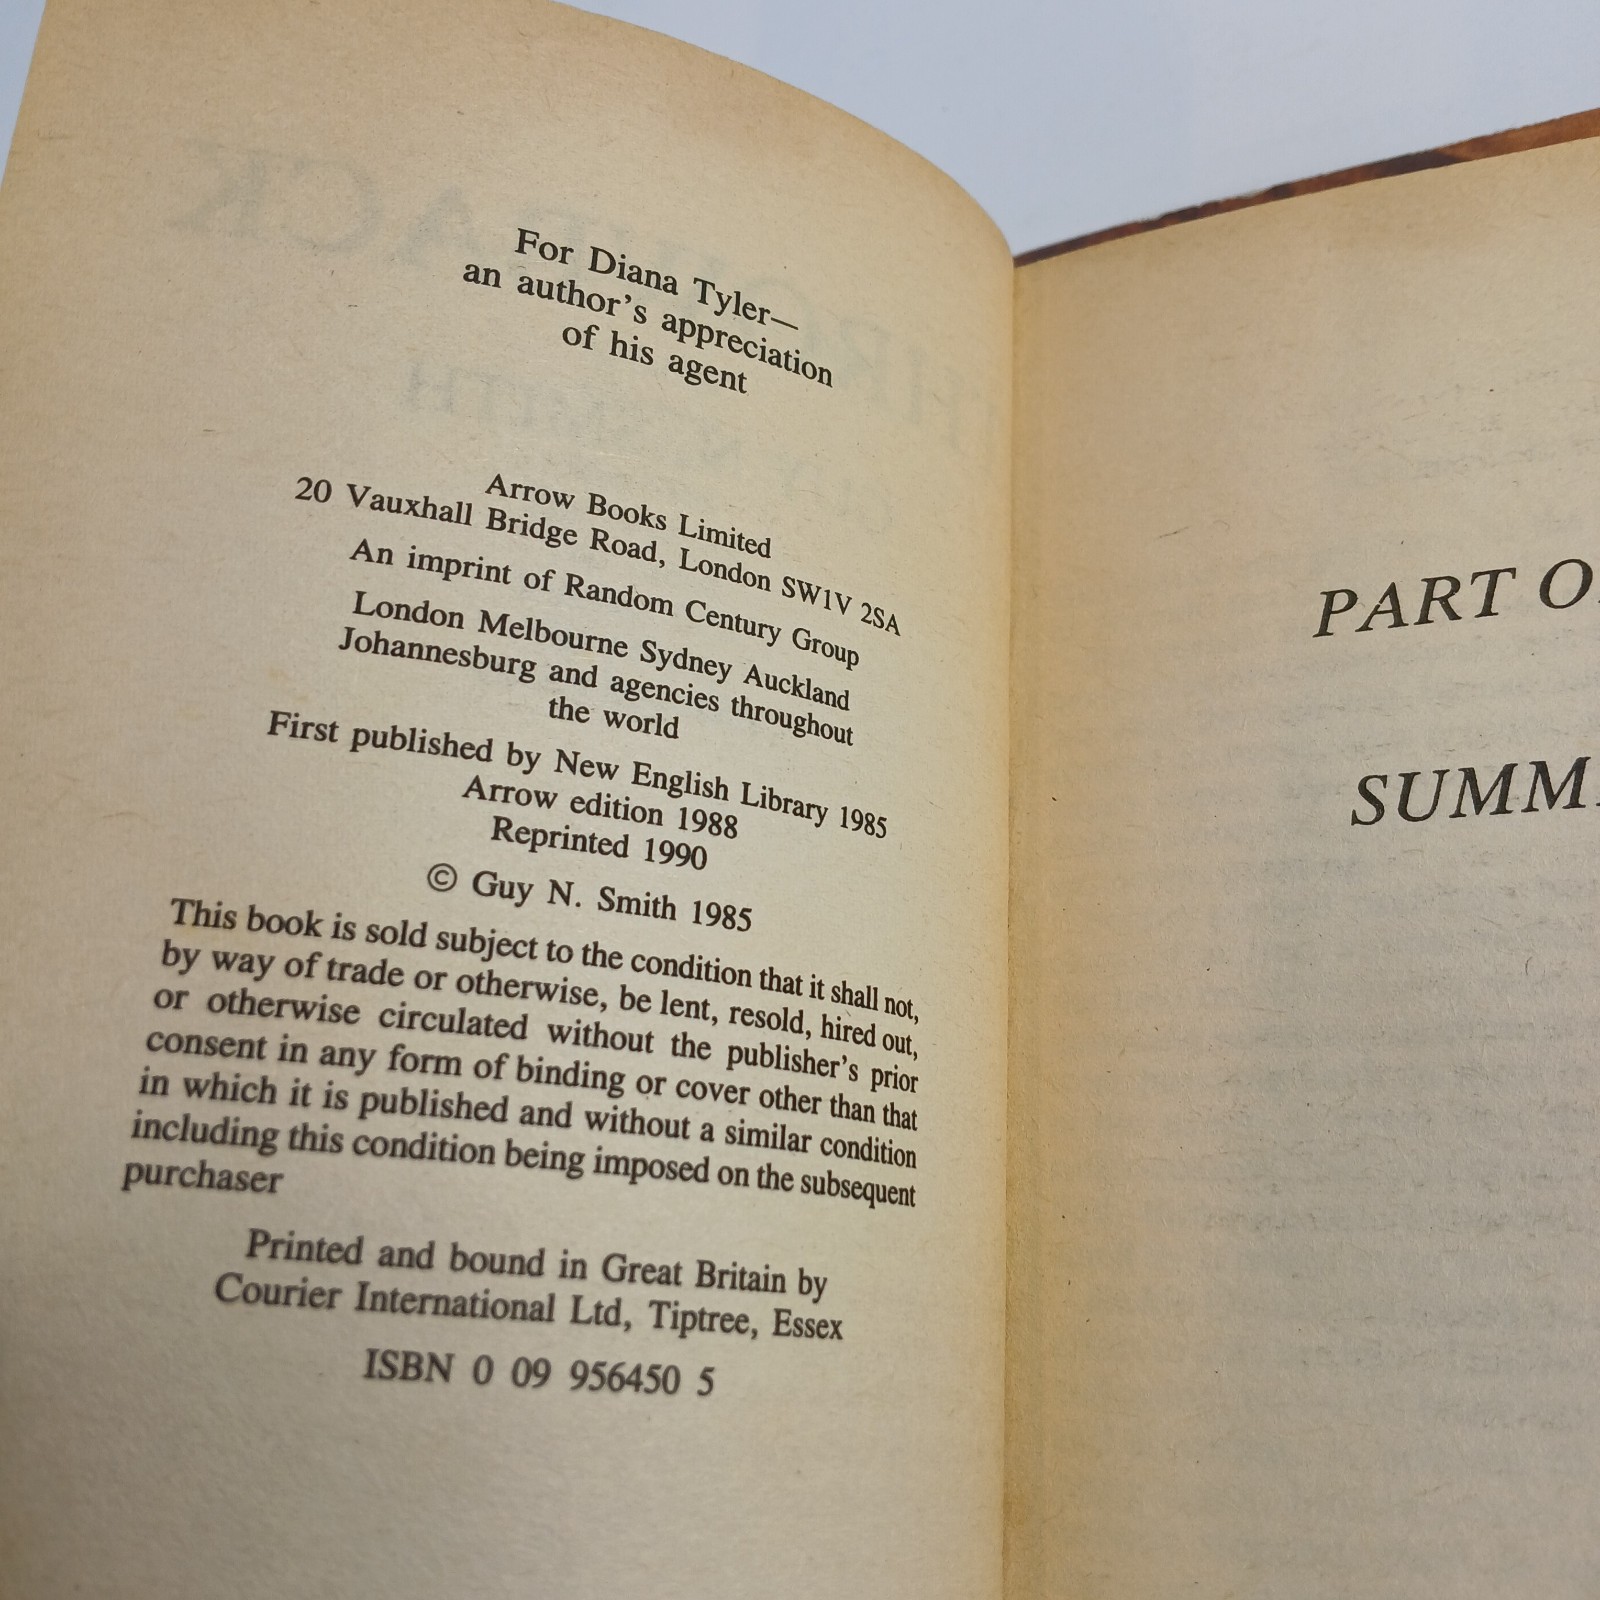 For Diana Tyler—
an author's appreciation
of his agent
Arrow Books Limited
20 Vauxhall Bridge Road, London SW1V 2SA
An imprint of Random Century Group
London Melbourne Sydney Auckland
Johannesburg and agencies throughout
the world
First published by New English Library 1985
Arrow edition 1988
Reprinted 1990
© Guy N. Smith 1985
This book is sold subject to the condition that it shall not,
by way of trade or otherwise, be lent, resold, hired out,
or otherwise circulated without the publisher's prior
consent in any form of binding or cover other than that
in which it is published and without a similar condition
including this condition being imposed on the subsequent
purchaser
Printed and bound in Great Britain by
Courier International Ltd, Tiptree, Essex
ISBN 0 09 956450 5
PART